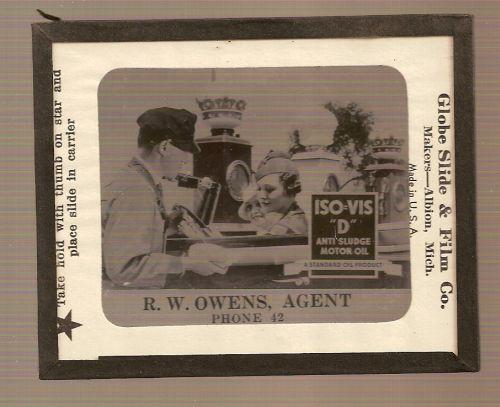 Take hold with thumb on star and
place slide in carrier
ISO=VIS
"D"
ANTI-SLUDGE
MOTOR OIL
A STANDARD OIL PRODUCT
R. W. OWENS, AGENT
PHONE 42
Globe Slide & Film Co.
Makers—Albion, Mich.
Made in U.S.A.